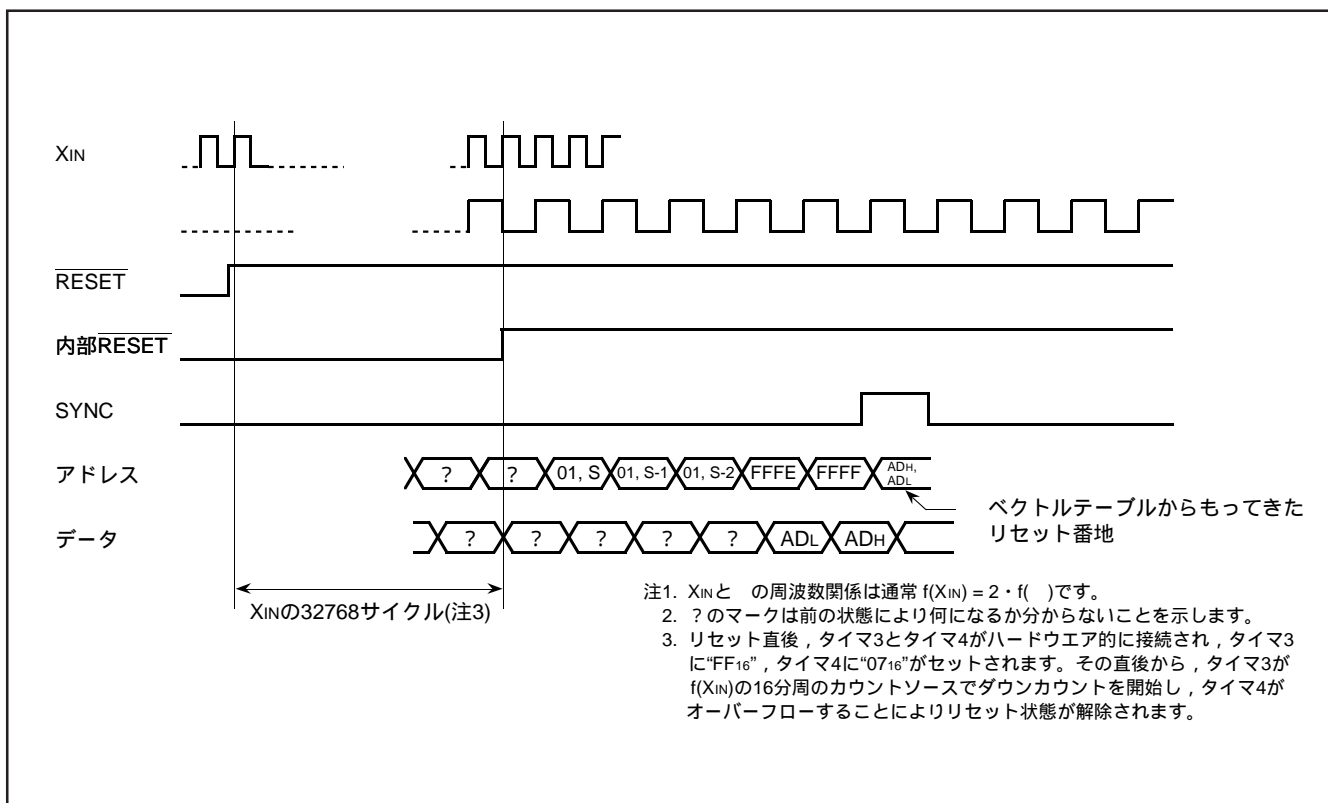 XIN
RESET
内部RESET
SYNC
アドレス
? ? 01, S 01, S-1 01, S-2 FFFE FFFF ADH, ADL
ベクトルテーブルからもってきた
リセット番地
データ
? ? ? ? ? ADL ADH
XINの32768サイクル(注3)
注1. XINと の周波数関係は通常 f(XIN) = 2・f( )です。
2. ?のマークは前の状態により何になるか分からないことを示します。
3. リセット直後，タイマ3とタイマ4がハードウエア的に接続され，タイマ3
に“FF16”，タイマ4に“0716”がセットされます。その直後から，タイマ3が
f(XIN)の16分周のカウントソースでダウンカウントを開始し，タイマ4が
オーバーフローすることによりリセット状態が解除されます。